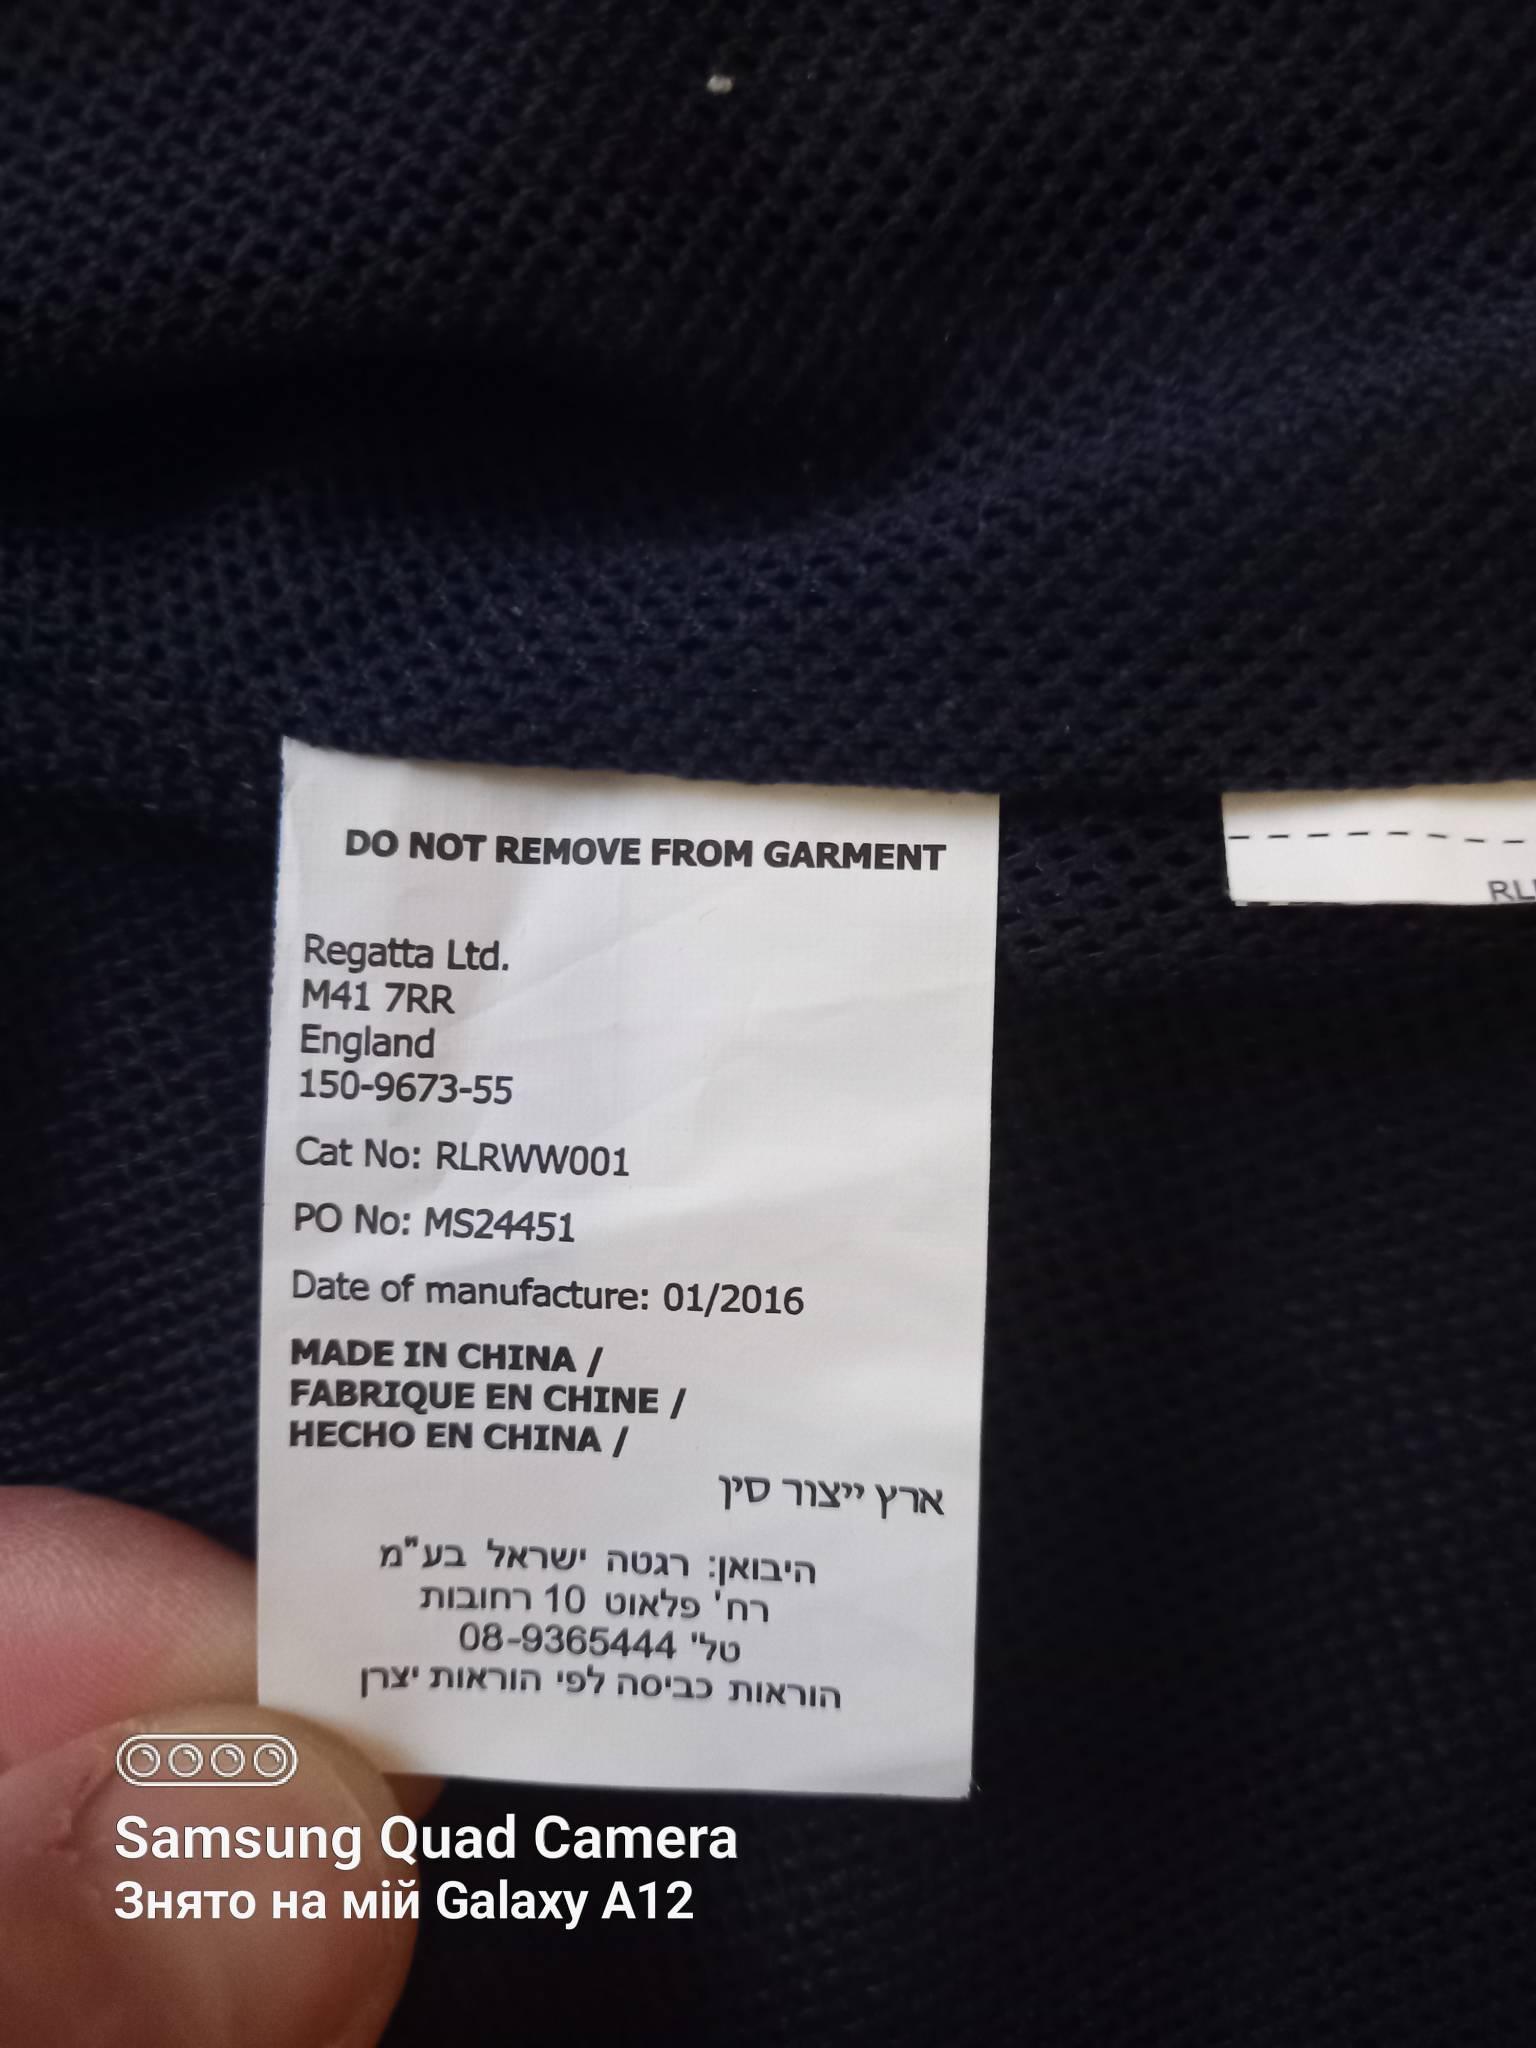 DO NOT REMOVE FROM GARMENT
Regatta Ltd.
M41 7RR
England
150-9673-55
Cat No: RLRWW001
PO No: MS24451
Date of manufacture: 01/2016
MADE IN CHINA /
FABRIQUE EN CHINE /
HECHO EN CHINA /
ארץ ייצור סין
היבואן: רגטה ישראל בע"מ
רח' פלאוט 10 רחובות
טל' 08-9365444
הוראות כביסה לפי הוראות יצרן
Samsung Quad Camera
Знято на мій Galaxy A12